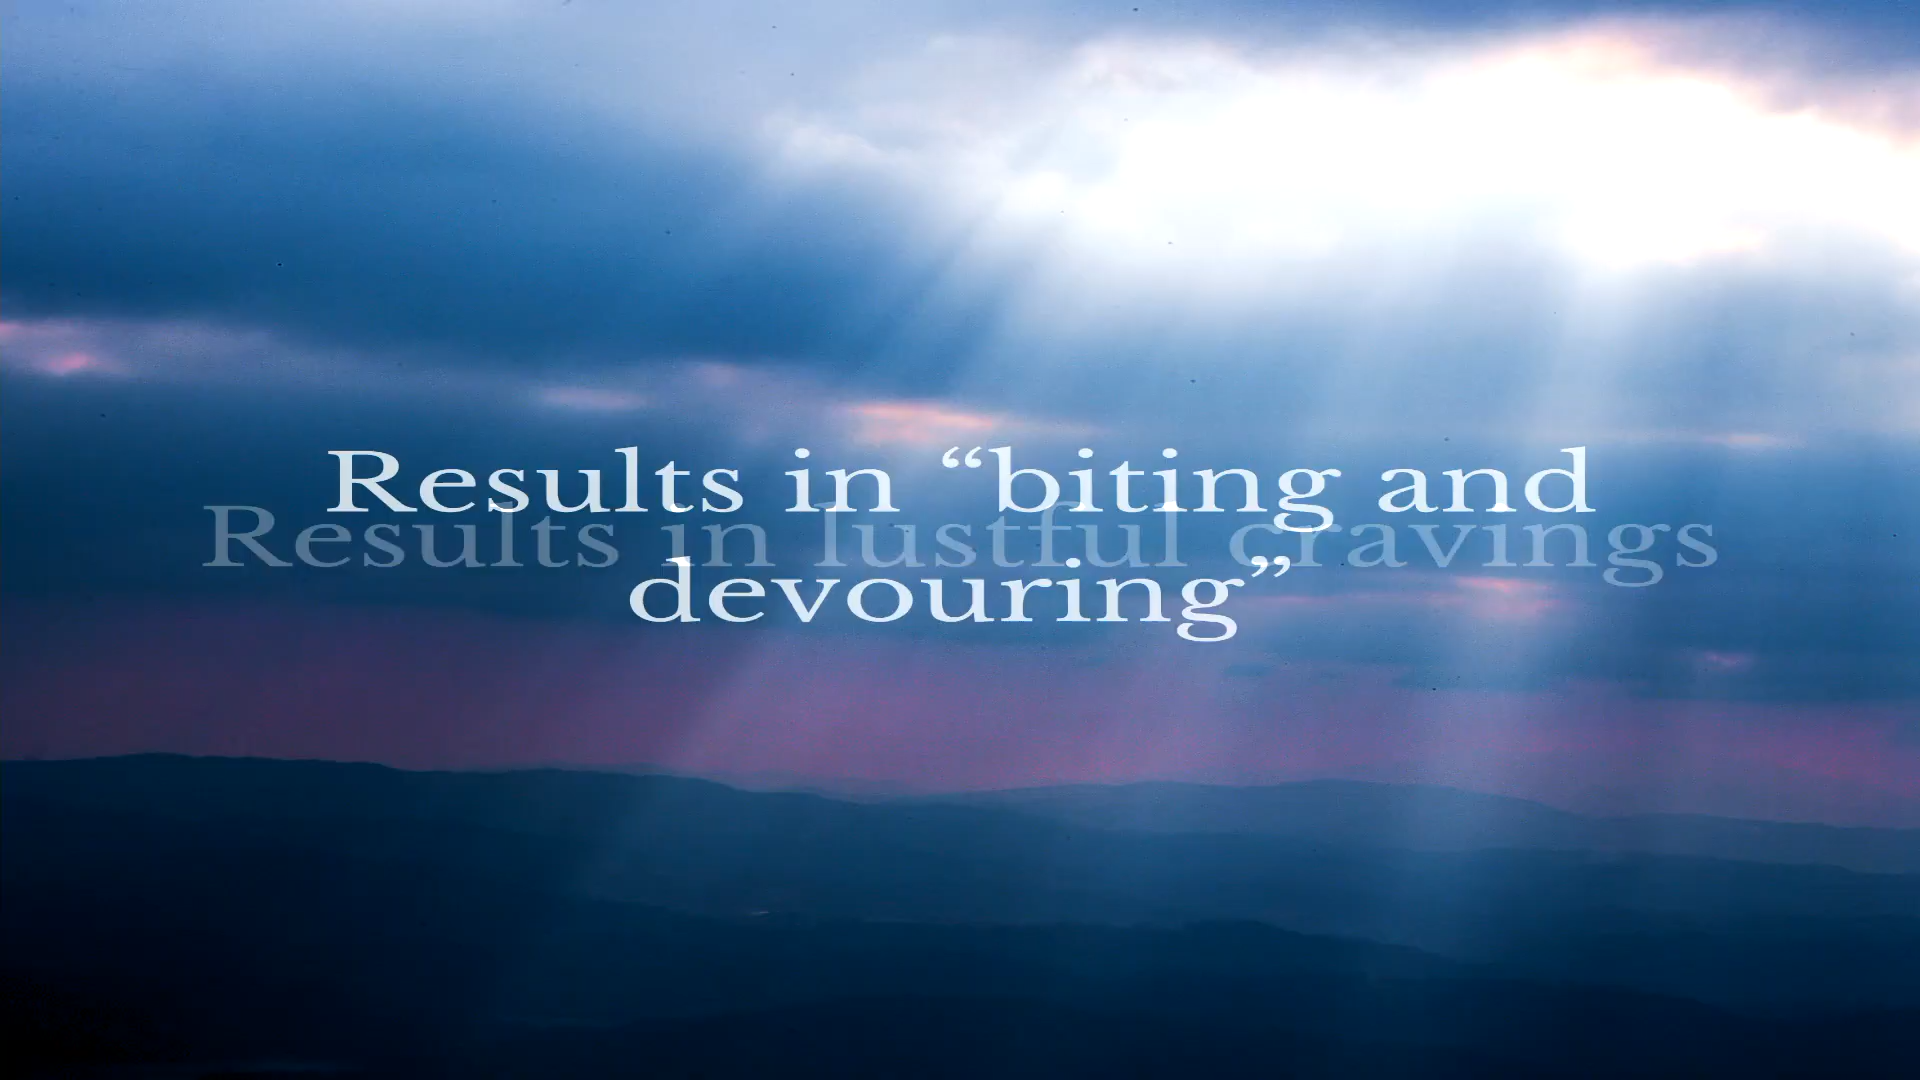 Results in “biting and
Results in lustful cravings
devouring”